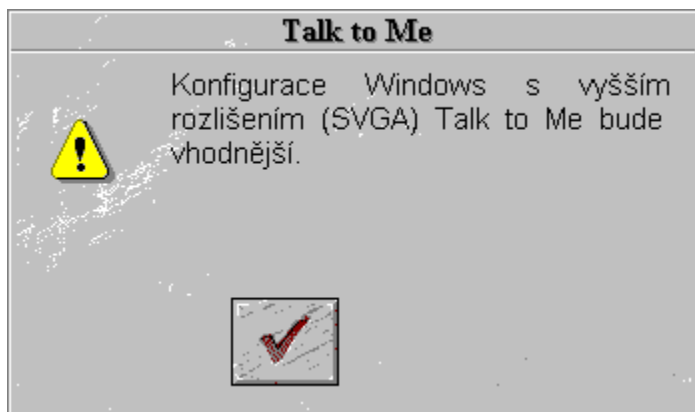 Talk to Me
Konfigurace Windows s vyšším
rozlišením (SVGA) Talk to Me bude
vhodnější.